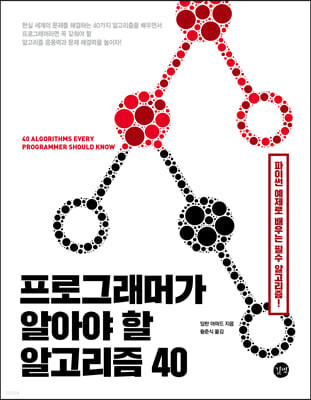 현실 세계의 문제를 해결하는 40가지 알고리즘을 배우면서
프로그래머라면 꼭 갖춰야 할
알고리즘 응용력과 문제 해결력을 높이자!
40 ALGORITHMS EVERY
PROGRAMMER SHOULD KNOW
파이썬 예제로 배우는 필수 알고리즘!
프로그래머가
알아야 할
알고리즘 40
임란 아마드 지음
황준식 옮김
길벗